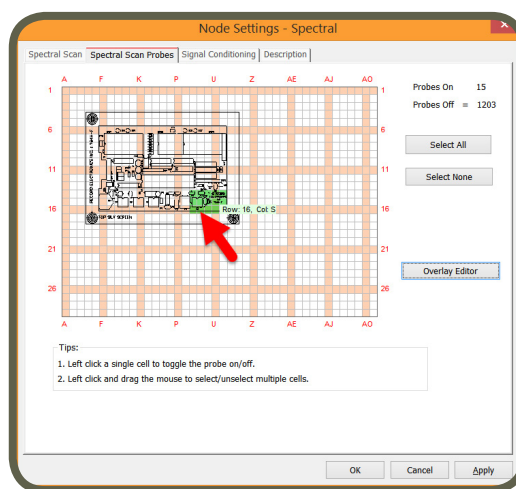 Node Settings - Spectral
Spectral Scan Spectral Scan Probes Signal Conditioning Description
A F K P U Z AE AJ AO
1 1
6 6
11 11
16 16
21 21
26 26
A F K P U Z AE AJ AO
Row: 16, Col: S
TOP SILK SCREEN
Probes On 15
Probes Off = 1203
Select All
Select None
Overlay Editor
Tips:
1. Left click a single cell to toggle the probe on/off.
2. Left click and drag the mouse to select/unselect multiple cells.
OK Cancel Apply